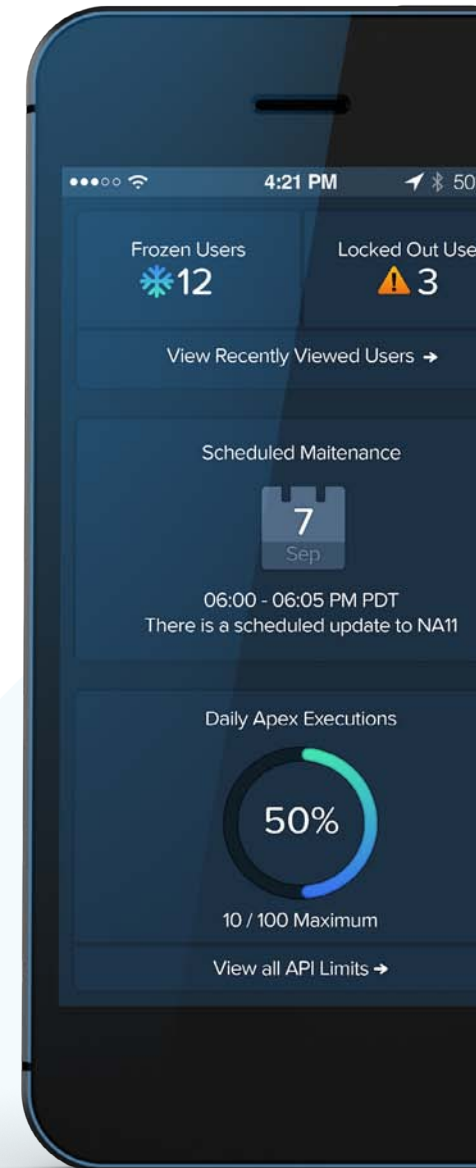 4:21 PM 50
Frozen Users
12
Locked Out Use
3
View Recently Viewed Users →
Scheduled Maitenance
7
Sep
06:00 - 06:05 PM PDT
There is a scheduled update to NA11
Daily Apex Executions
50%
10 / 100 Maximum
View all API Limits →